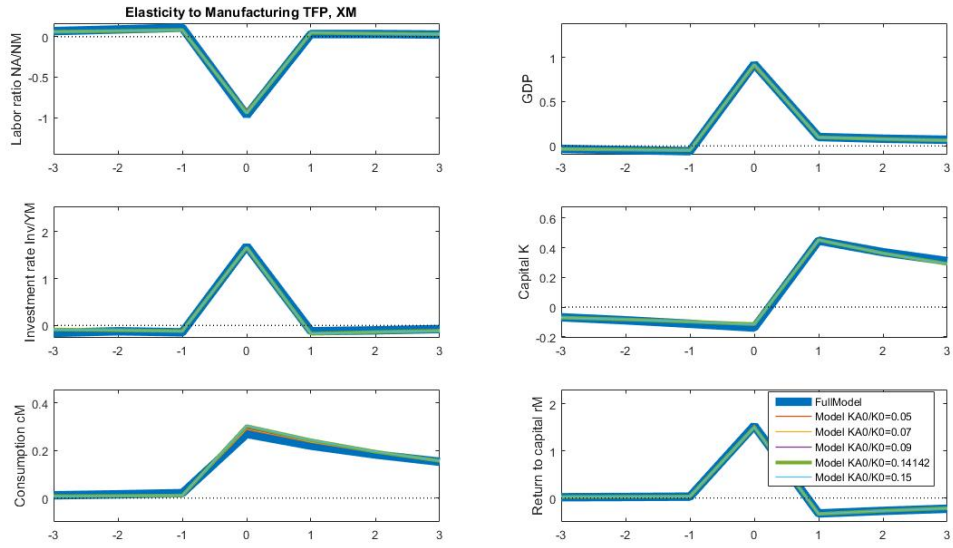 Elasticity to Manufacturing TFP, XM
Labor ratio NA/NM
0
-0.5
-1
-3 -2 -1 0 1 2 3
GDP
1
0.5
0
-3 -2 -1 0 1 2 3
Investment rate Inv/YM
2
1
0
-3 -2 -1 0 1 2 3
Capital K
0.6
0.4
0.2
0
-0.2
-3 -2 -1 0 1 2 3
Consumption cM
0.4
0.2
0
-3 -2 -1 0 1 2 3
Return to capital rM
2
1
0
-3 -2 -1 0 1 2 3
FullModel
Model KA0/K0=0.05
Model KA0/K0=0.07
Model KA0/K0=0.09
Model KA0/K0=0.14142
Model KA0/K0=0.15